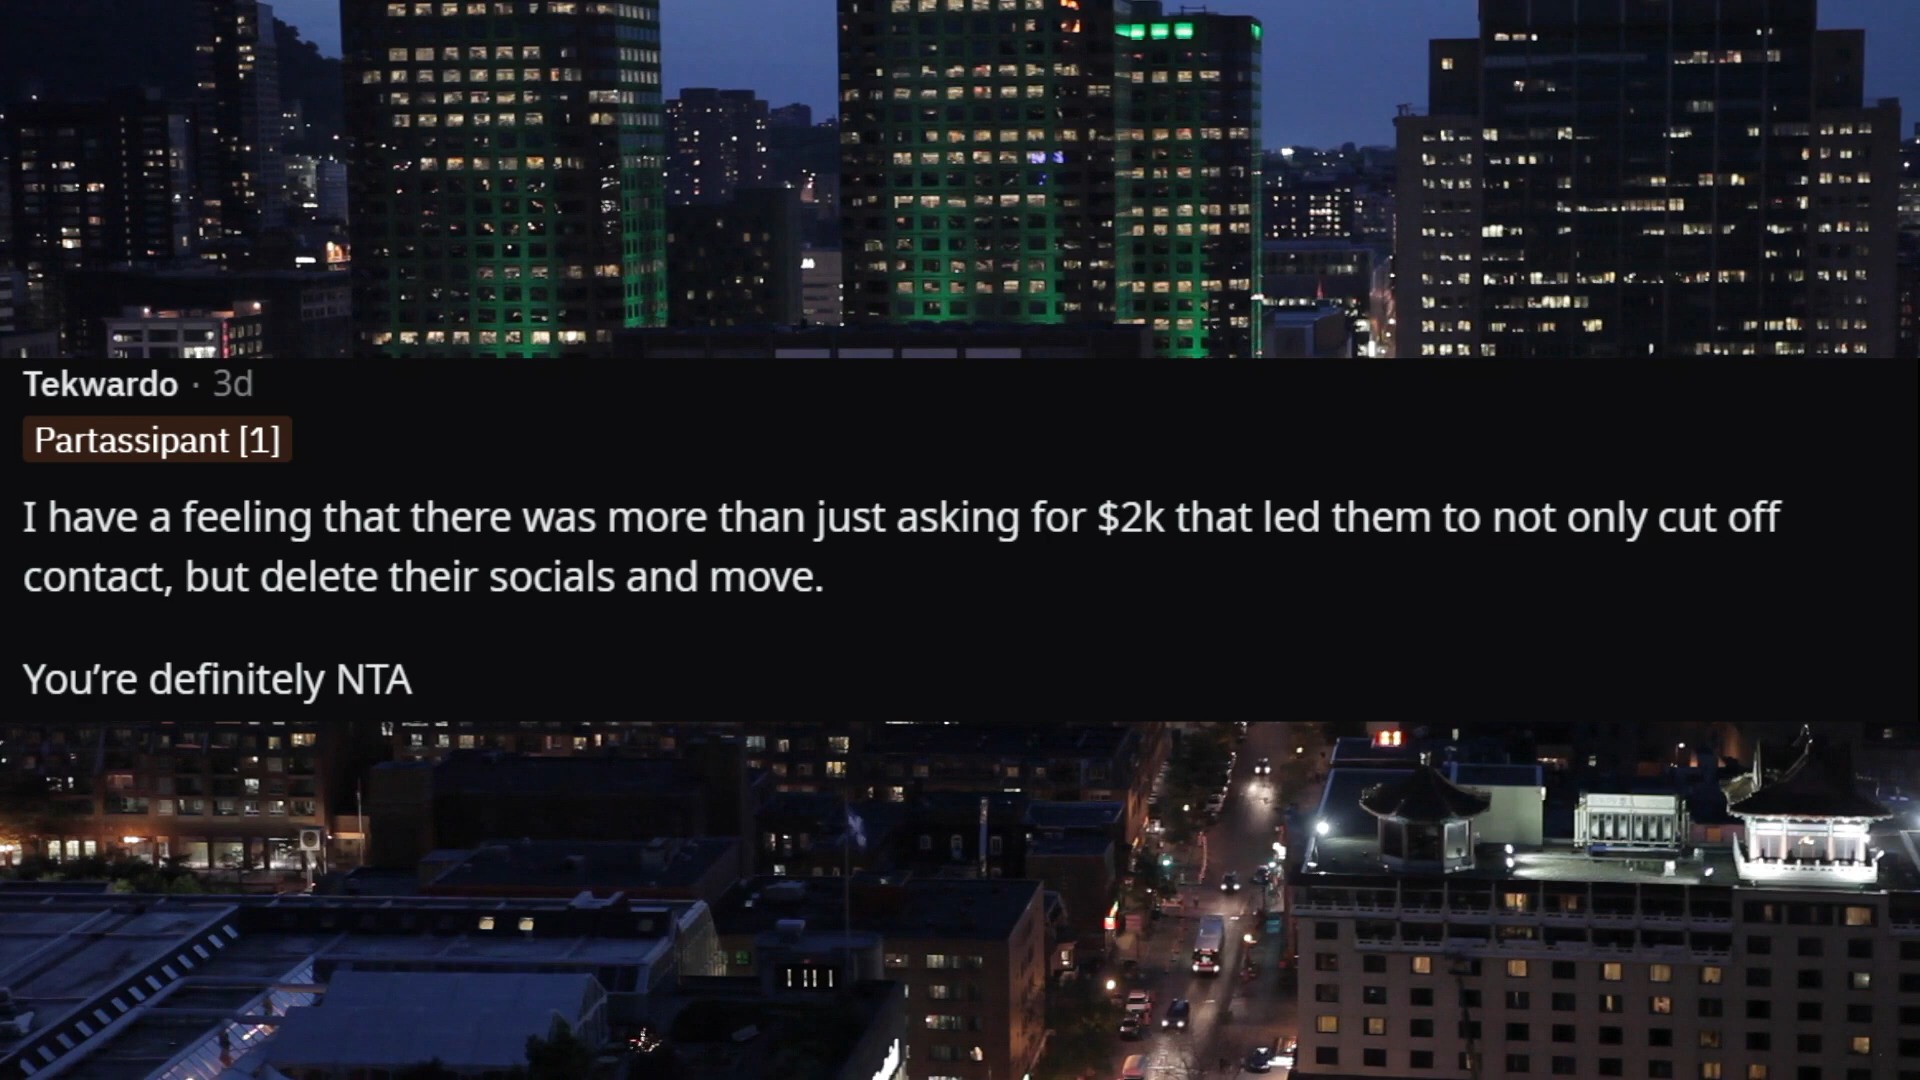 Tekwardo · 3d
Partassipant [1]
I have a feeling that there was more than just asking for $2k that led them to not only cut off
contact, but delete their socials and move.
You’re definitely NTA